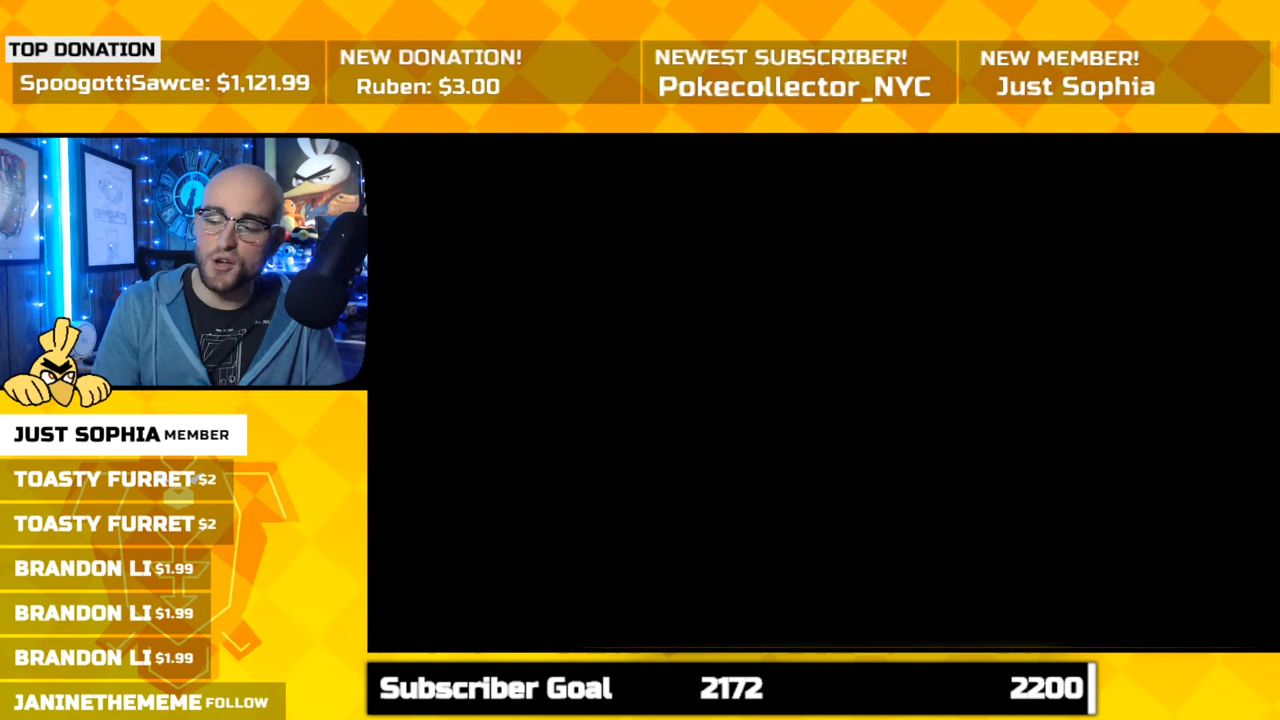 TOP DONATION
SpoogottiSawce: $1,121.99
NEW DONATION!
Ruben: $3.00
NEWEST SUBSCRIBER!
Pokecollector_NYC
NEW MEMBER!
Just Sophia
JUST SOPHIA MEMBER
TOASTY FURRET $2
TOASTY FURRET $2
BRANDON LI $1.99
BRANDON LI $1.99
BRANDON LI $1.99
JANINETHEMEME FOLLOW
Subscriber Goal 2172 2200